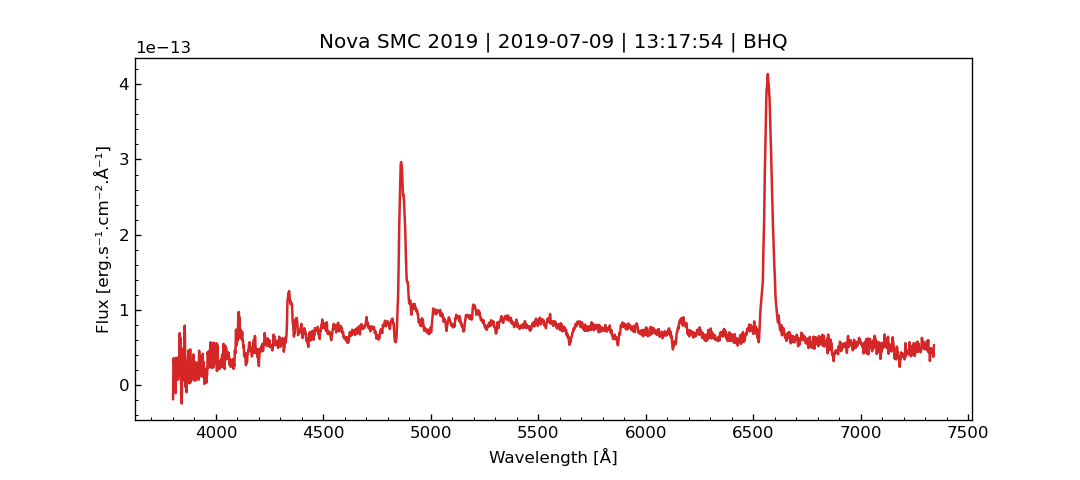 Nova SMC 2019 | 2019-07-09 | 13:17:54 | BHQ
1e−13
4
3
2
1
0
Flux [erg.s⁻¹.cm⁻².Å⁻¹]
4000 4500 5000 5500 6000 6500 7000 7500
Wavelength [Å]